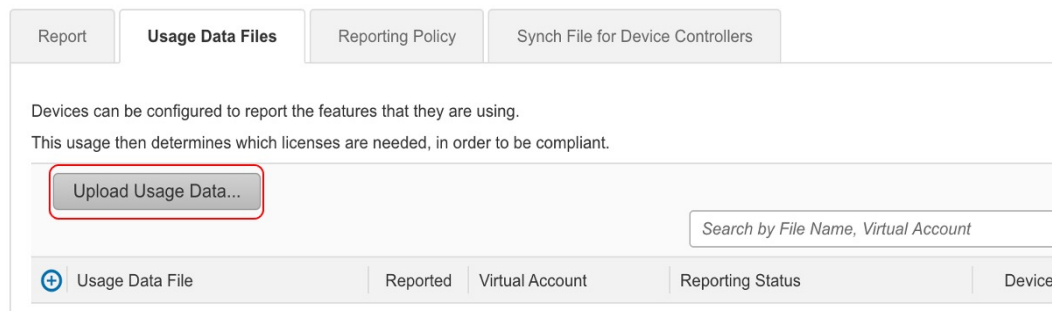 Report Usage Data Files Reporting Policy Synch File for Device Controllers
Devices can be configured to report the features that they are using.
This usage then determines which licenses are needed, in order to be compliant.
Upload Usage Data...
Search by File Name, Virtual Account
Usage Data File Reported Virtual Account Reporting Status Device